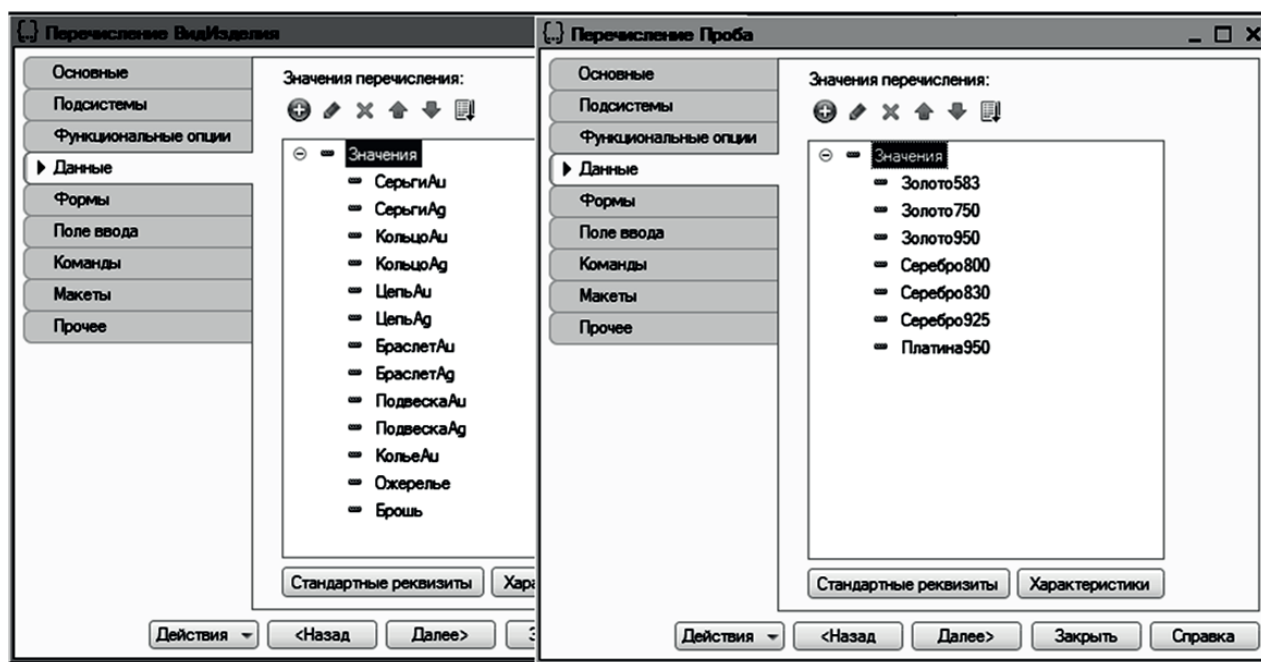 Перечисление ВидИзделия
Основные
Подсистемы
Функциональные опции
Данные
Формы
Поле ввода
Команды
Макеты
Прочее
Значения перечисления:
Значения
СерьгиAu
СерьгиAg
КольцоAu
КольцоAg
ЦепьAu
ЦепьAg
БраслетAu
БраслетAg
ПодвескаAu
ПодвескаAg
КольеAu
Ожерелье
Брошь
Стандартные реквизиты
Хара
Действия
<Назад
Далее>
Перечисление Проба
Основные
Подсистемы
Функциональные опции
Данные
Формы
Поле ввода
Команды
Макеты
Прочее
Значения перечисления:
Значения
Золото583
Золото750
Золото950
Серебро800
Серебро830
Серебро925
Платина950
Стандартные реквизиты
Характеристики
Действия
<Назад
Далее>
Закрыть
Справка